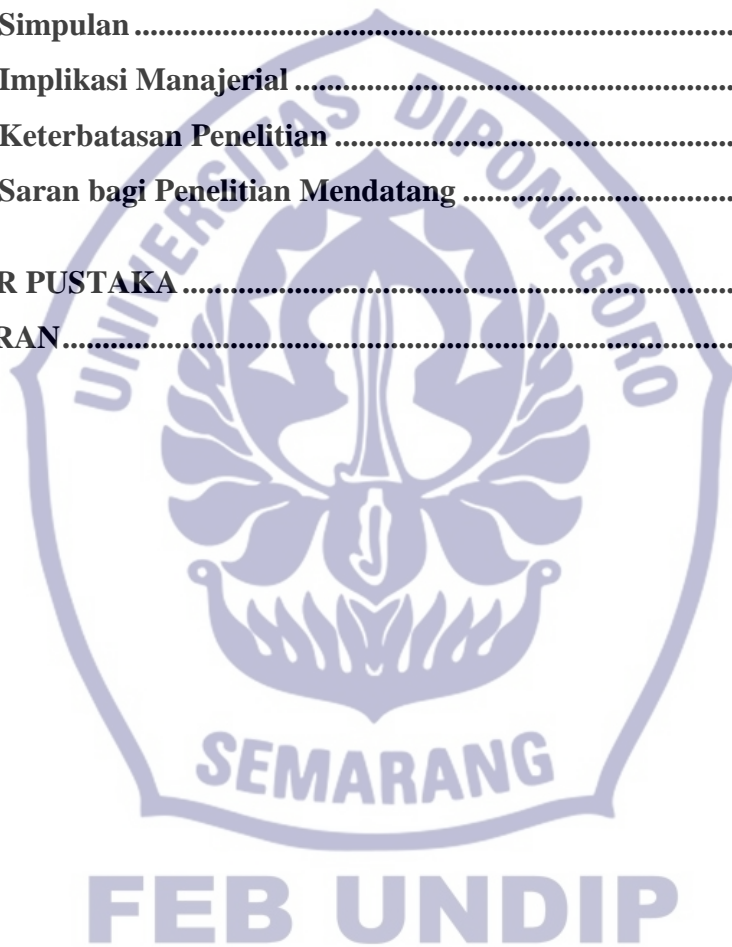 Simpulan ........................................................................
Implikasi Manajerial ........................................................................
Keterbatasan Penelitian ........................................................................
Saran bagi Penelitian Mendatang ........................................................................
R PUSTAKA ........................................................................
RAN ........................................................................
UNIVERSITAS DIPONEGORO
SEMARANG
FEB UNDIP